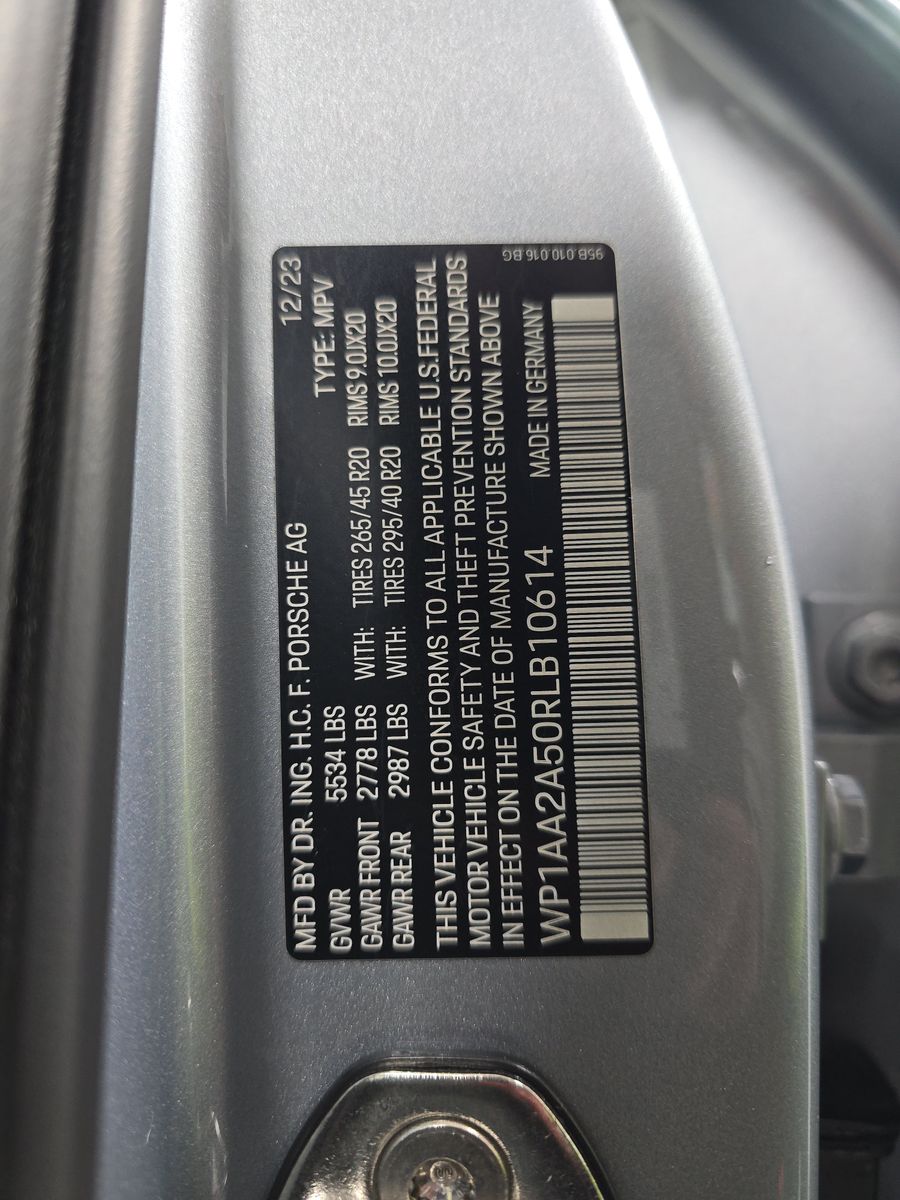 MFD BY DR. ING. H.C. F. PORSCHE AG 12/23
GVWR 5534 LBS TYPE: MPV
GAWR FRONT 2778 LBS WITH: TIRES 265/45 R20 RIMS 9.0JX20
GAWR REAR 2987 LBS WITH: TIRES 295/40 R20 RIMS 10.0JX20
THIS VEHICLE CONFORMS TO ALL APPLICABLE U.S.FEDERAL
MOTOR VEHICLE SAFETY AND THEFT PREVENTION STANDARDS
IN EFFECT ON THE DATE OF MANUFACTURE SHOWN ABOVE
WP1AA2A50RLB10614 MADE IN GERMANY
95B.010.016.BG